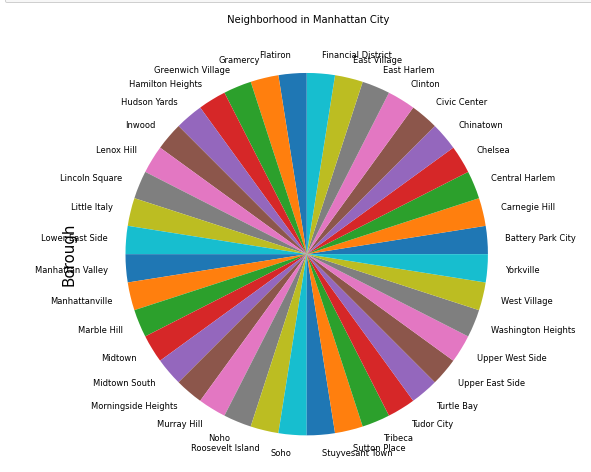 Neighborhood in Manhattan City
Flatiron
Financial District
East Village
Gramercy
East Harlem
Greenwich Village
Clinton
Hamilton Heights
Civic Center
Hudson Yards
Chinatown
Inwood
Chelsea
Lenox Hill
Central Harlem
Lincoln Square
Carnegie Hill
Little Italy
Battery Park City
Lower East Side
Borough
Yorkville
Manhattan Valley
West Village
Manhattanville
Washington Heights
Marble Hill
Upper West Side
Midtown
Upper East Side
Midtown South
Turtle Bay
Morningside Heights
Tudor City
Murray Hill
Tribeca
Noho
Sutton Place
Roosevelt Island
Stuyvesant Town
Soho